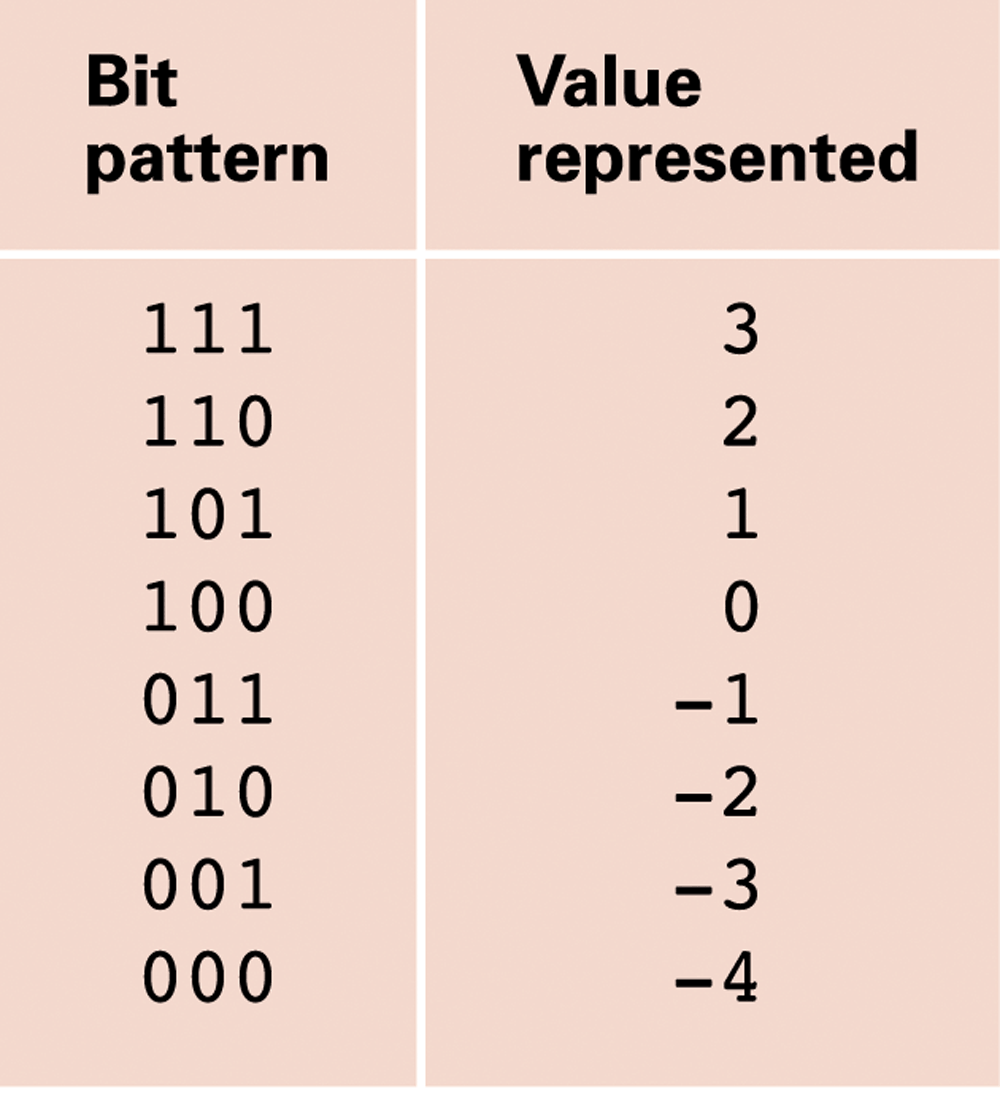 Bit
pattern
Value
represented
111 3
110 2
101 1
100 0
011 −1
010 −2
001 −3
000 −4